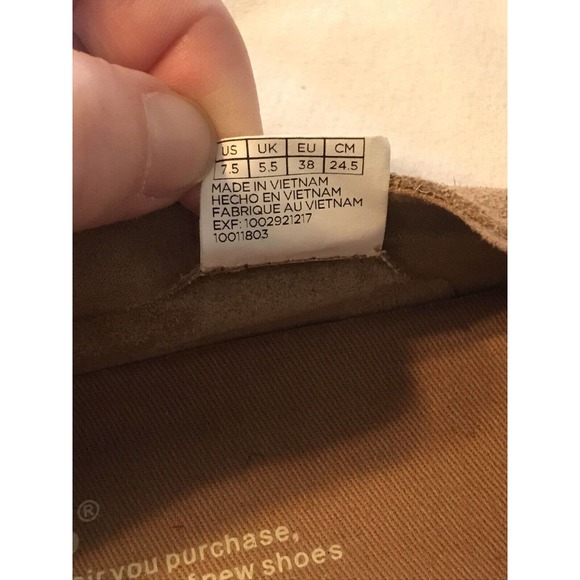 US UK EU CM
7.5 5.5 38 24.5
MADE IN VIETNAM
HECHO EN VIETNAM
FABRIQUE AU VIETNAM
EXF: 1002921217
10011803
®
you purchase,
new shoes